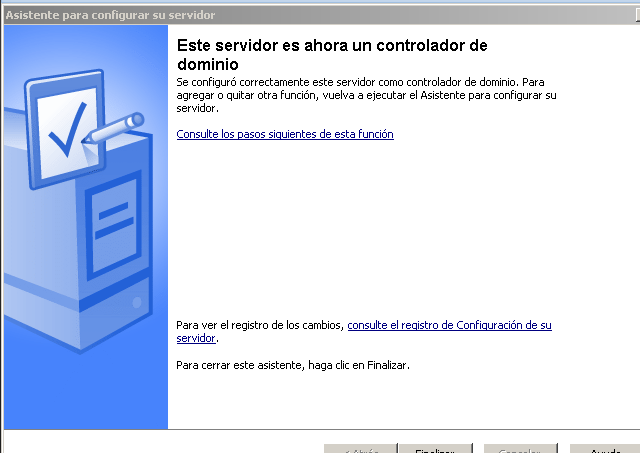 Asistente para configurar su servidor
Este servidor es ahora un controlador de
dominio
Se configuró correctamente este servidor como controlador de dominio. Para
agregar o quitar otra función, vuelva a ejecutar el Asistente para configurar su
servidor.
Consulte los pasos siguientes de esta función
Para ver el registro de los cambios, consulte el registro de Configuración de su
servidor.
Para cerrar este asistente, haga clic en Finalizar.
< Atrás Finalizar Cancelar Ayuda